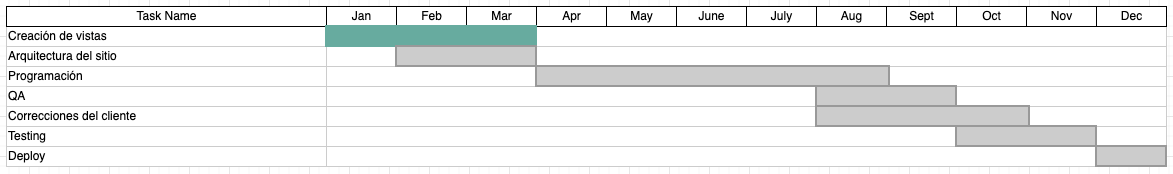 Task Name Jan Feb Mar Apr May June July Aug Sept Oct Nov Dec
Creación de vistas
Arquitectura del sitio
Programación
QA
Correcciones del cliente
Testing
Deploy